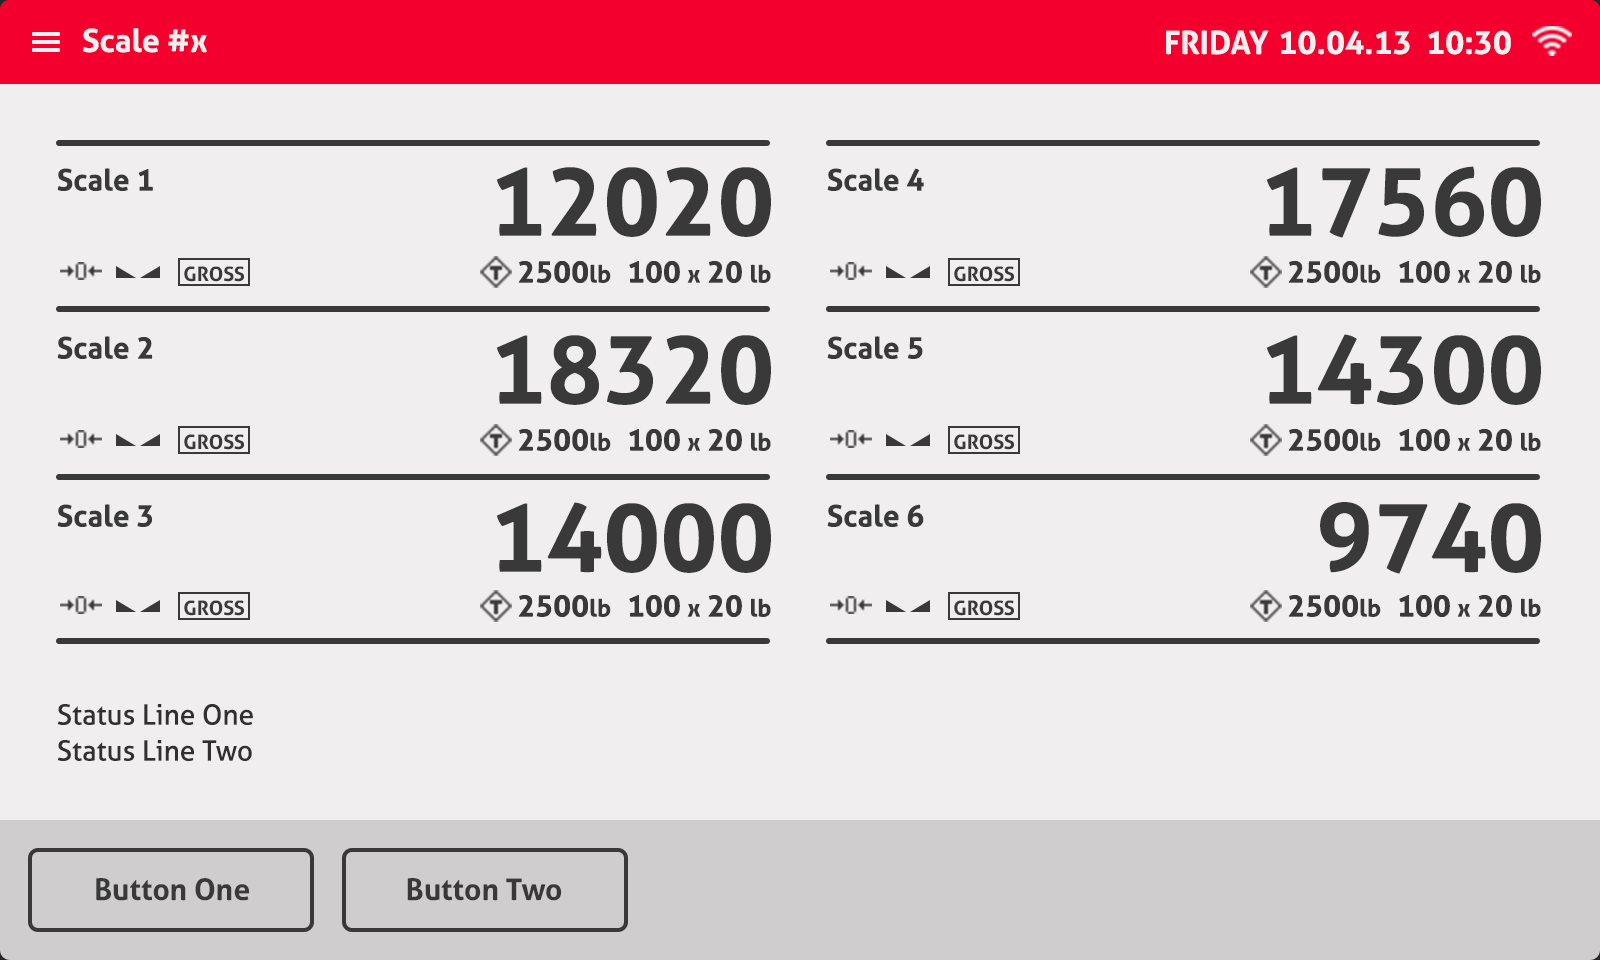 Scale #x
FRIDAY 10.04.13 10:30
Scale 1
12020
→0← GROSS
T 2500lb 100 x 20 lb
Scale 2
18320
→0← GROSS
T 2500lb 100 x 20 lb
Scale 3
14000
→0← GROSS
T 2500lb 100 x 20 lb
Scale 4
17560
→0← GROSS
T 2500lb 100 x 20 lb
Scale 5
14300
→0← GROSS
T 2500lb 100 x 20 lb
Scale 6
9740
→0← GROSS
T 2500lb 100 x 20 lb
Status Line One
Status Line Two
Button One
Button Two